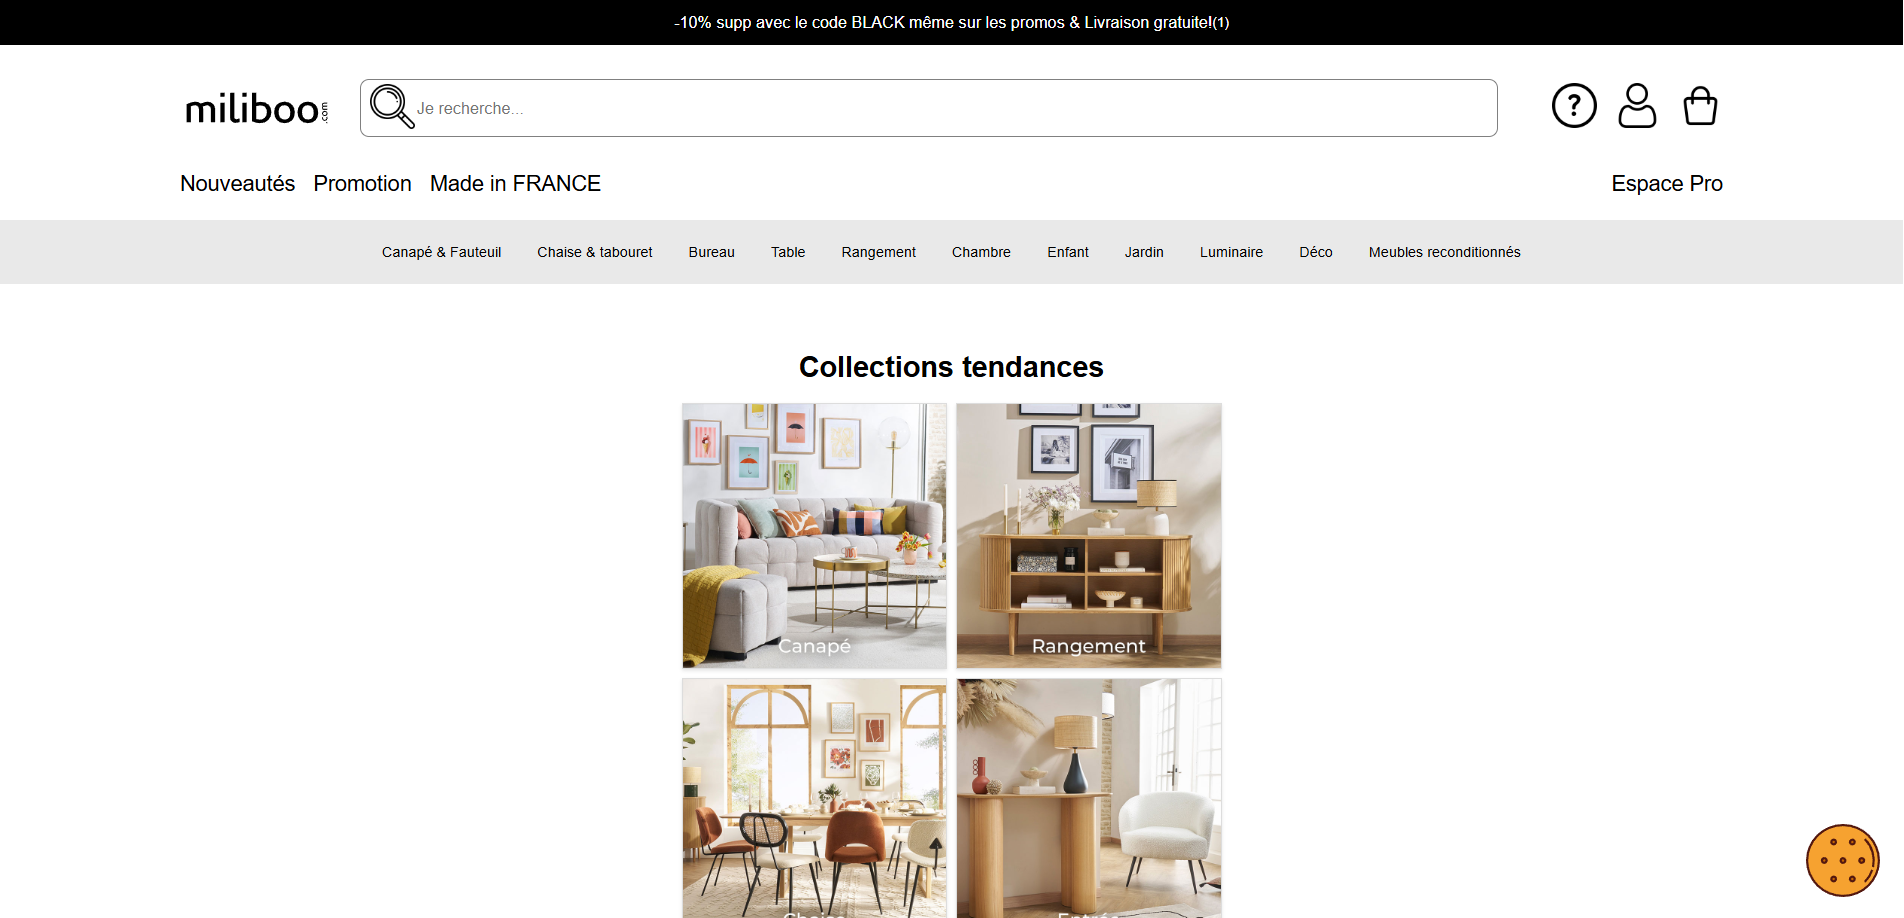 -10% supp avec le code BLACK même sur les promos & Livraison gratuite!(1)
miliboo.com
Je recherche...
?
Nouveautés Promotion Made in FRANCE Espace Pro
Canapé & Fauteuil Chaise & tabouret Bureau Table Rangement Chambre Enfant Jardin Luminaire Déco Meubles reconditionnés
Collections tendances
Canapé Rangement